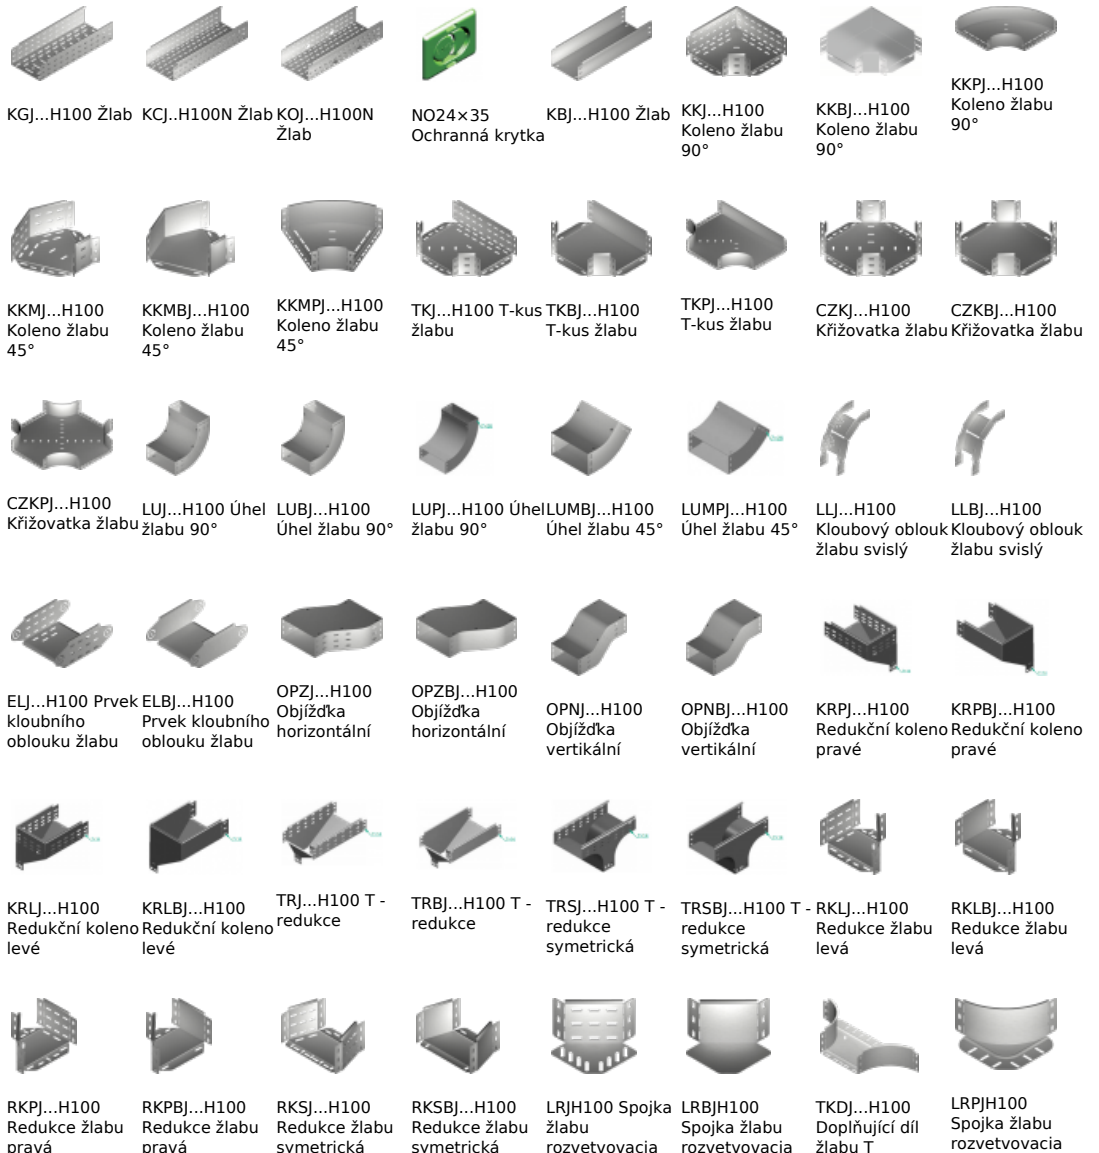 KGJ...H100 Žlab
KCJ..H100N Žlab
KOJ...H100N
Žlab
NO24×35
Ochranná krytka
KBJ...H100 Žlab
KKJ...H100
Koleno žlabu
90°
KKBJ...H100
Koleno žlabu
90°
KKPJ...H100
Koleno žlabu
90°
KKMJ...H100
Koleno žlabu
45°
KKMBJ...H100
Koleno žlabu
45°
KKMPJ...H100
Koleno žlabu
45°
TKJ...H100 T-kus
žlabu
TKBJ...H100
T-kus žlabu
TKPJ...H100
T-kus žlabu
CZKJ...H100
Křižovatka žlabu
CZKBJ...H100
Křižovatka žlabu
CZKPJ...H100
Křižovatka žlabu
LUJ...H100 Úhel
žlabu 90°
LUBJ...H100
Úhel žlabu 90°
LUPJ...H100 Úhel
žlabu 90°
LUMBJ...H100
Úhel žlabu 45°
LUMPJ...H100
Úhel žlabu 45°
LLJ...H100
Kloubový oblouk
žlabu svislý
LLBJ...H100
Kloubový oblouk
žlabu svislý
ELJ...H100 Prvek
kloubního
oblouku žlabu
ELBJ...H100
Prvek kloubního
oblouku žlabu
OPZJ...H100
Objížďka
horizontální
OPZBJ...H100
Objížďka
horizontální
OPNJ...H100
Objížďka
vertikální
OPNBJ...H100
Objížďka
vertikální
KRPJ...H100
Redukční koleno
pravé
KRPBJ...H100
Redukční koleno
pravé
KRLJ...H100
Redukční koleno
levé
KRLBJ...H100
Redukční koleno
levé
TRJ...H100 T -
redukce
TRBJ...H100 T -
redukce
TRSJ...H100 T -
redukce
symetrická
TRSBJ...H100 T -
redukce
symetrická
RKLJ...H100
Redukce žlabu
levá
RKLBJ...H100
Redukce žlabu
levá
RKPJ...H100
Redukce žlabu
pravá
RKPBJ...H100
Redukce žlabu
pravá
RKSJ...H100
Redukce žlabu
symetrická
RKSBJ...H100
Redukce žlabu
symetrická
LRJH100 Spojka
žlabu
rozvetvovacia
LRBJH100
Spojka žlabu
rozvetvovacia
TKDJ...H100
Doplňující díl
žlabu T
LRPJH100
Spojka žlabu
rozvetvovacia